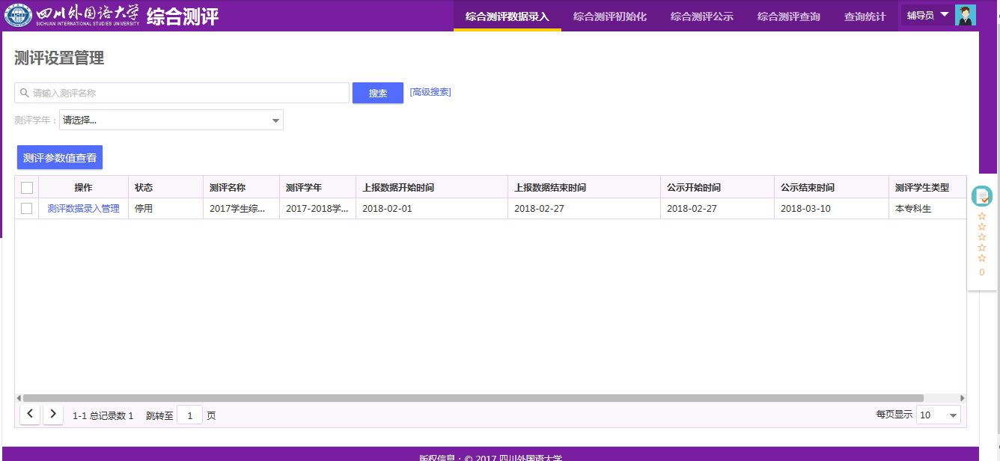 四川外国语大学 综合测评 综合测评数据录入 综合测评初始化 综合测评公示 综合测评查询 查询统计 辅导员
SICHUAN INTERNATIONAL STUDIES UNIVERSITY
测评设置管理
请输入测评名称 搜索 [高级搜索]
测评学年： 请选择...
测评参数值查看
操作 状态 测评名称 测评学年 上报数据开始时间 上报数据结束时间 公示开始时间 公示结束时间 测评学生类型
测评数据录入管理 停用 2017学生综... 2017-2018学... 2018-02-01 2018-02-27 2018-02-27 2018-03-10 本专科生
0
1-1 总记录数 1 跳转至 1 页 每页显示 10
版权信息：© 2017 四川外国语大学